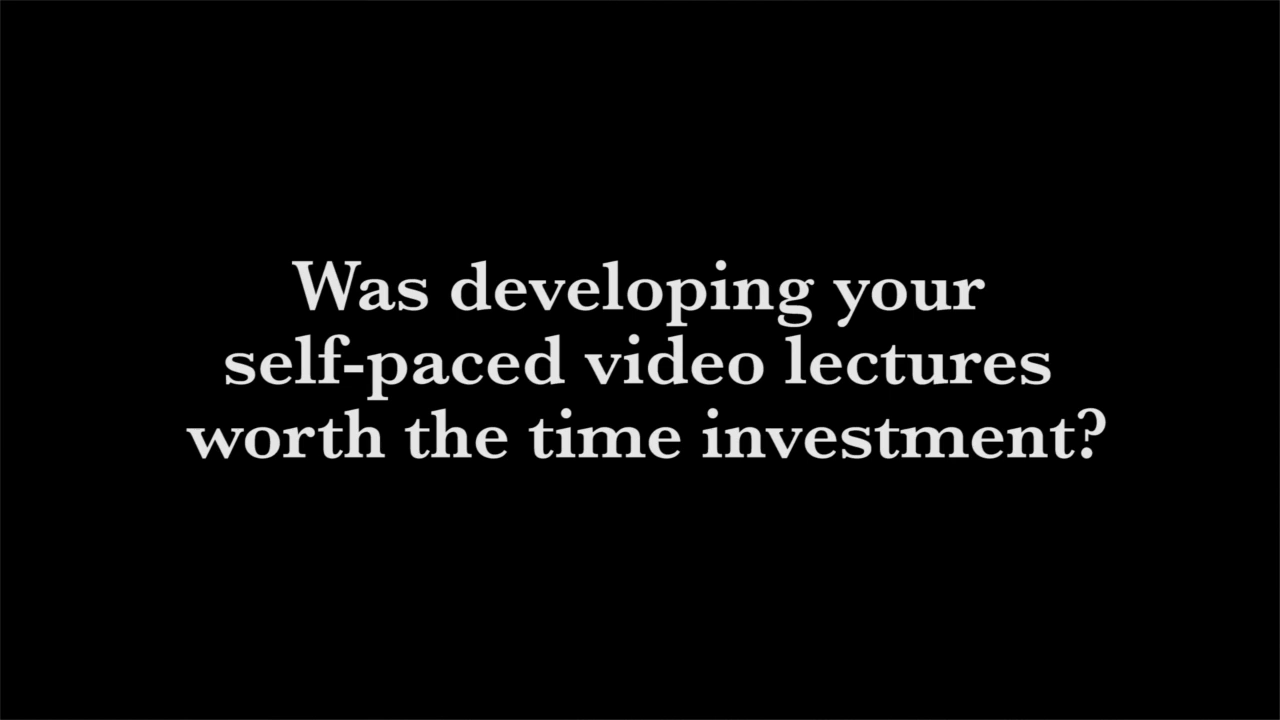 Was developing your
self-paced video lectures
worth the time investment?